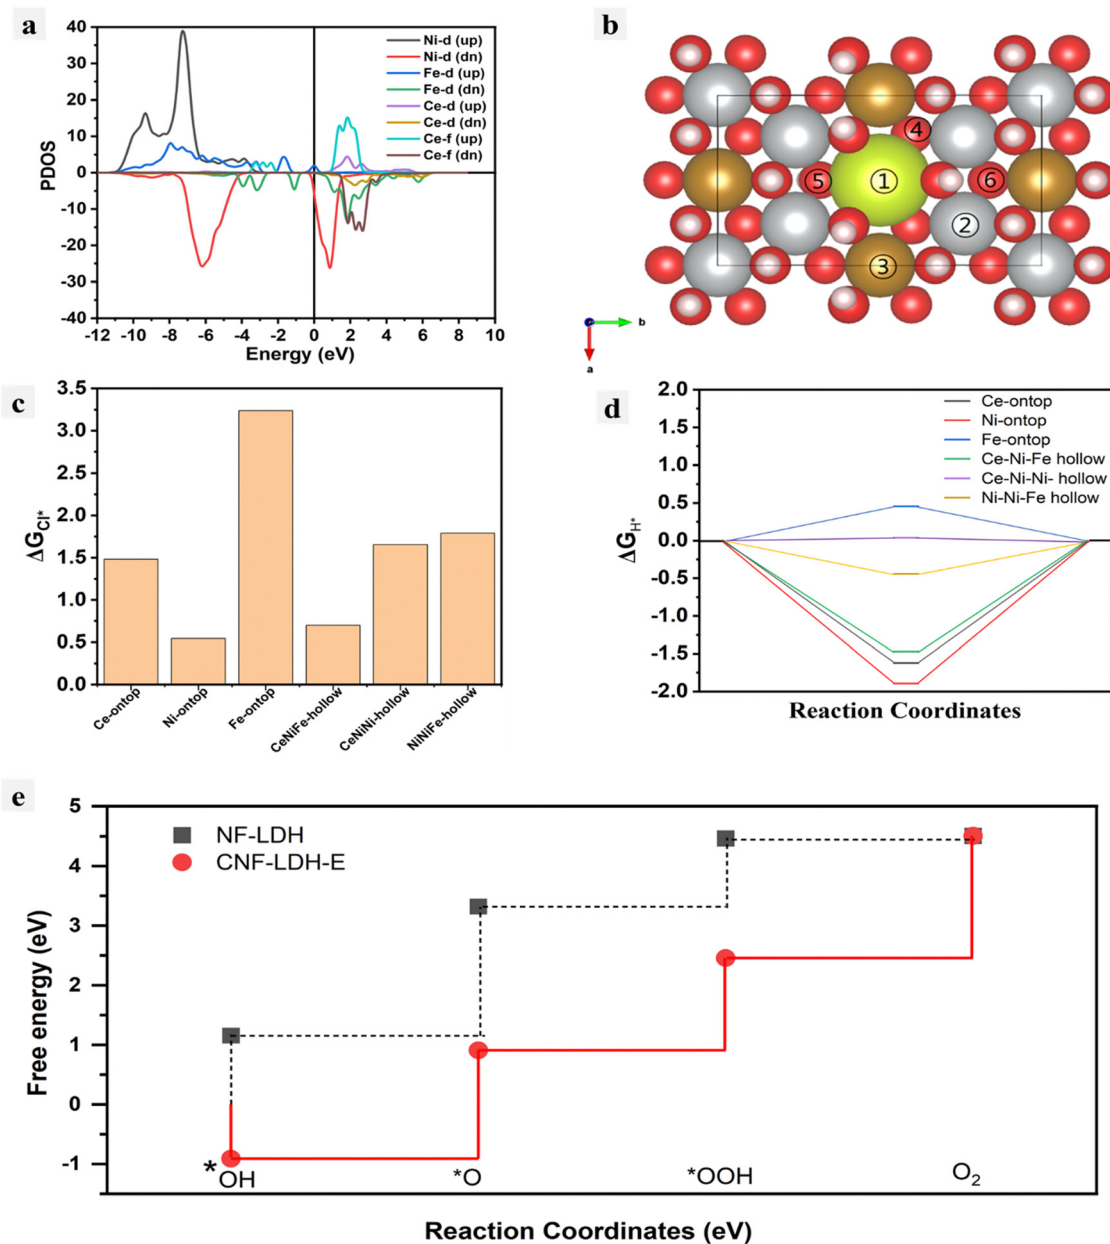 a
40
30
20
10
0
-10
-20
-30
-40
PDOS
-12 -10 -8 -6 -4 -2 0 2 4 6 8 10
Energy (eV)
Ni-d (up)
Ni-d (dn)
Fe-d (up)
Fe-d (dn)
Ce-d (up)
Ce-d (dn)
Ce-f (up)
Ce-f (dn)
b
4
5 1 6
2
3
b
a
c
3.5
3.0
2.5
2.0
1.5
1.0
0.5
0.0
ΔG_Cl*
Ce-ontop
Ni-ontop
Fe-ontop
CeNiFe-hollow
CeNiNi-hollow
NiNiFe-hollow
d
2.0
1.5
1.0
0.5
0.0
-0.5
-1.0
-1.5
-2.0
ΔG_H*
Ce-ontop
Ni-ontop
Fe-ontop
Ce-Ni-Fe hollow
Ce-Ni-Ni- hollow
Ni-Ni-Fe hollow
Reaction Coordinates
e
5
4
3
2
1
0
-1
Free energy (eV)
NF-LDH
CNF-LDH-E
*OH *O *OOH O₂
Reaction Coordinates (eV)